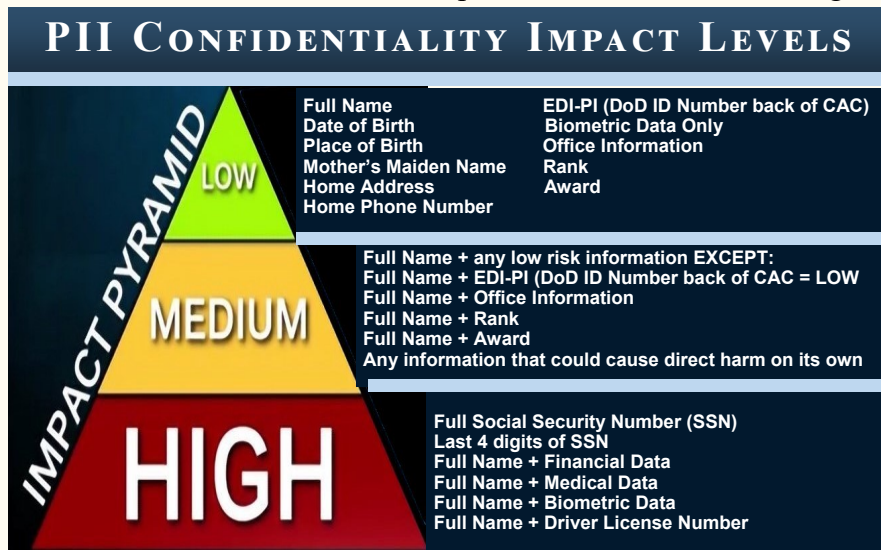 PII CONFIDENTIALITY IMPACT LEVELS
IMPACT PYRAMID
LOW
Full Name
Date of Birth
Place of Birth
Mother's Maiden Name
Home Address
Home Phone Number
EDI-PI (DoD ID Number back of CAC)
Biometric Data Only
Office Information
Rank
Award
MEDIUM
Full Name + any low risk information EXCEPT:
Full Name + EDI-PI (DoD ID Number back of CAC = LOW
Full Name + Office Information
Full Name + Rank
Full Name + Award
Any information that could cause direct harm on its own
HIGH
Full Social Security Number (SSN)
Last 4 digits of SSN
Full Name + Financial Data
Full Name + Medical Data
Full Name + Biometric Data
Full Name + Driver License Number